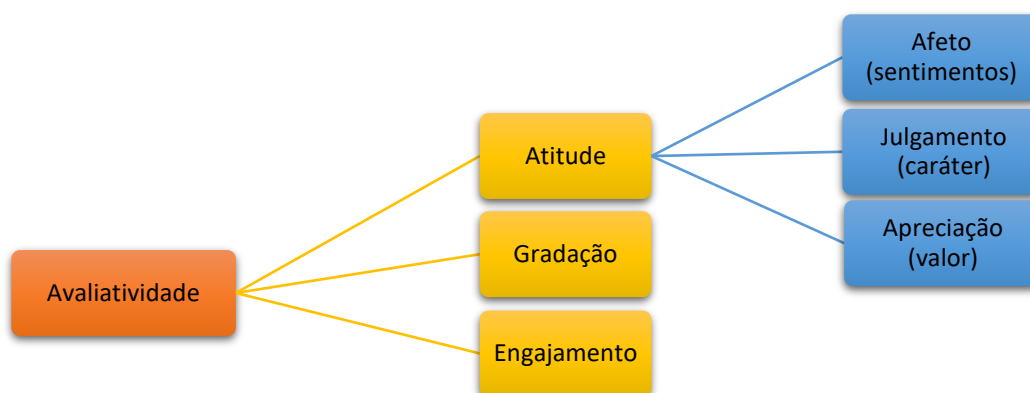 Avaliatividade
Atitude
Gradação
Engajamento
Afeto
(sentimentos)
Julgamento
(caráter)
Apreciação
(valor)